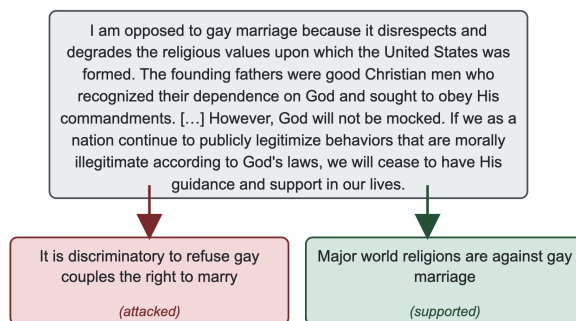 I am opposed to gay marriage because it disrespects and
degrades the religious values upon which the United States was
formed. The founding fathers were good Christian men who
recognized their dependence on God and sought to obey His
commandments. […] However, God will not be mocked. If we as a
nation continue to publicly legitimize behaviors that are morally
illegitimate according to God's laws, we will cease to have His
guidance and support in our lives.
It is discriminatory to refuse gay
couples the right to marry
(attacked)
Major world religions are against gay
marriage
(supported)